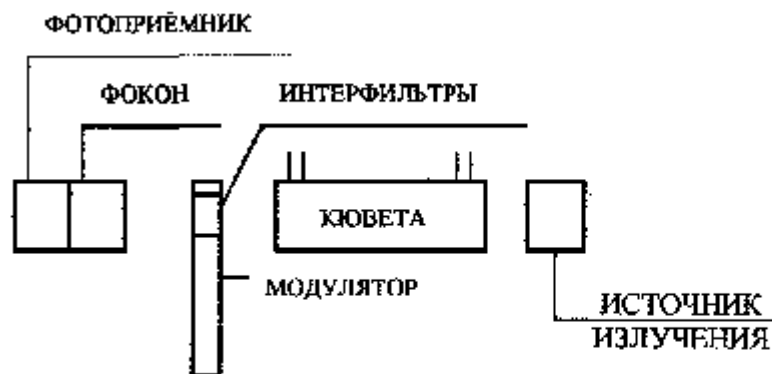 ФОТОПРИЁМНИК
ФОКОН
ИНТЕРФИЛЬТРЫ
КЮВЕТА
МОДУЛЯТОР
ИСТОЧНИК
ИЗЛУЧЕНИЯ